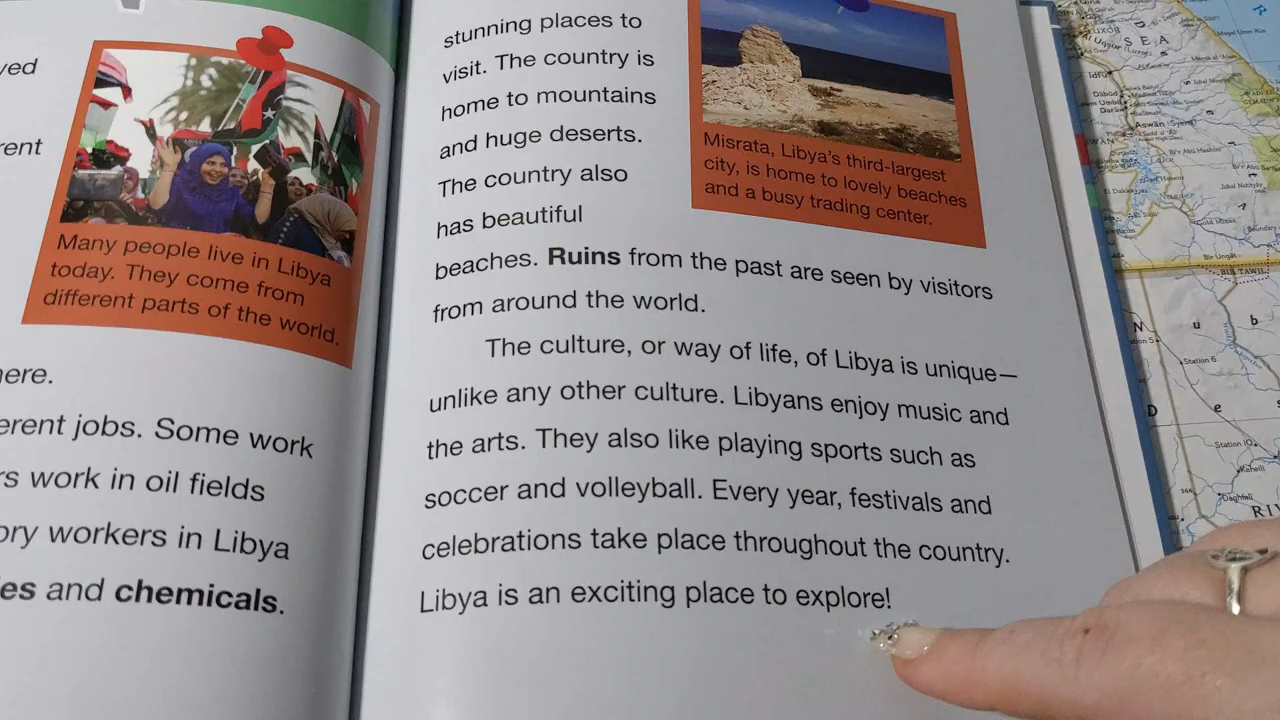 yed
rent
Many people live in Libya
today. They come from
different parts of the world.
here.
erent jobs. Some work
rs work in oil fields
ory workers in Libya
es and chemicals.
stunning places to
visit. The country is
home to mountains
and huge deserts.
The country also
has beautiful
beaches. Ruins from the past are seen by visitors
from around the world.
Misrata, Libya's third-largest
city, is home to lovely beaches
and a busy trading center.
The culture, or way of life, of Libya is unique—
unlike any other culture. Libyans enjoy music and
the arts. They also like playing sports such as
soccer and volleyball. Every year, festivals and
celebrations take place throughout the country.
Libya is an exciting place to explore!
SEA
Idfu
Aswân
BIR TAWIL
N u b
Station 6
D e s
Station 10
Kaheili
Daghfali
RIV